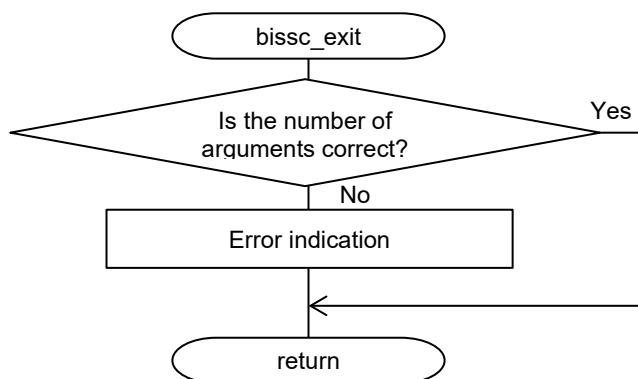 bissc_exit
Is the number of
arguments correct?
Yes
No
Error indication
return